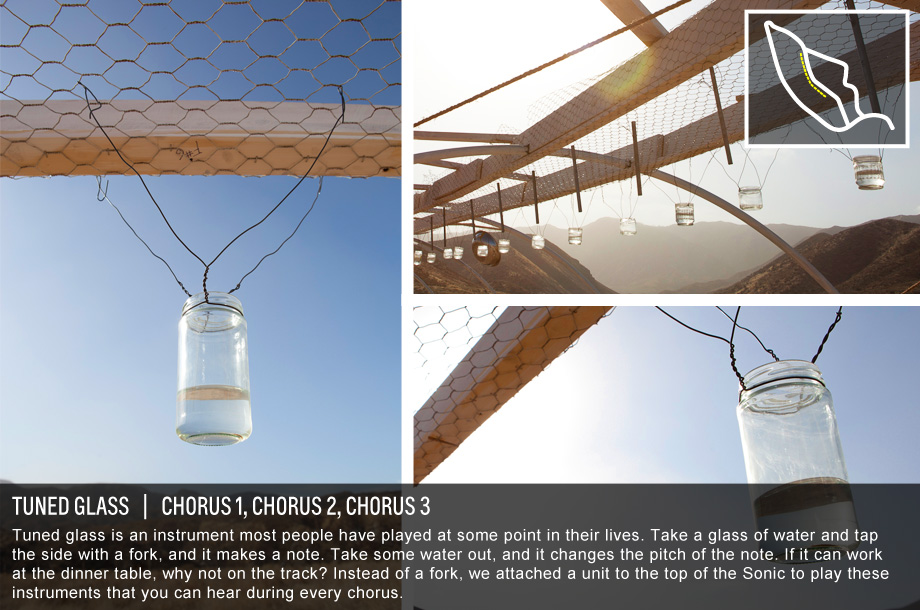 TUNED GLASS | CHORUS 1, CHORUS 2, CHORUS 3
Tuned glass is an instrument most people have played at some point in their lives. Take a glass of water and tap
the side with a fork, and it makes a note. Take some water out, and it changes the pitch of the note. If it can work
at the dinner table, why not on the track? Instead of a fork, we attached a unit to the top of the Sonic to play these
instruments that you can hear during every chorus.